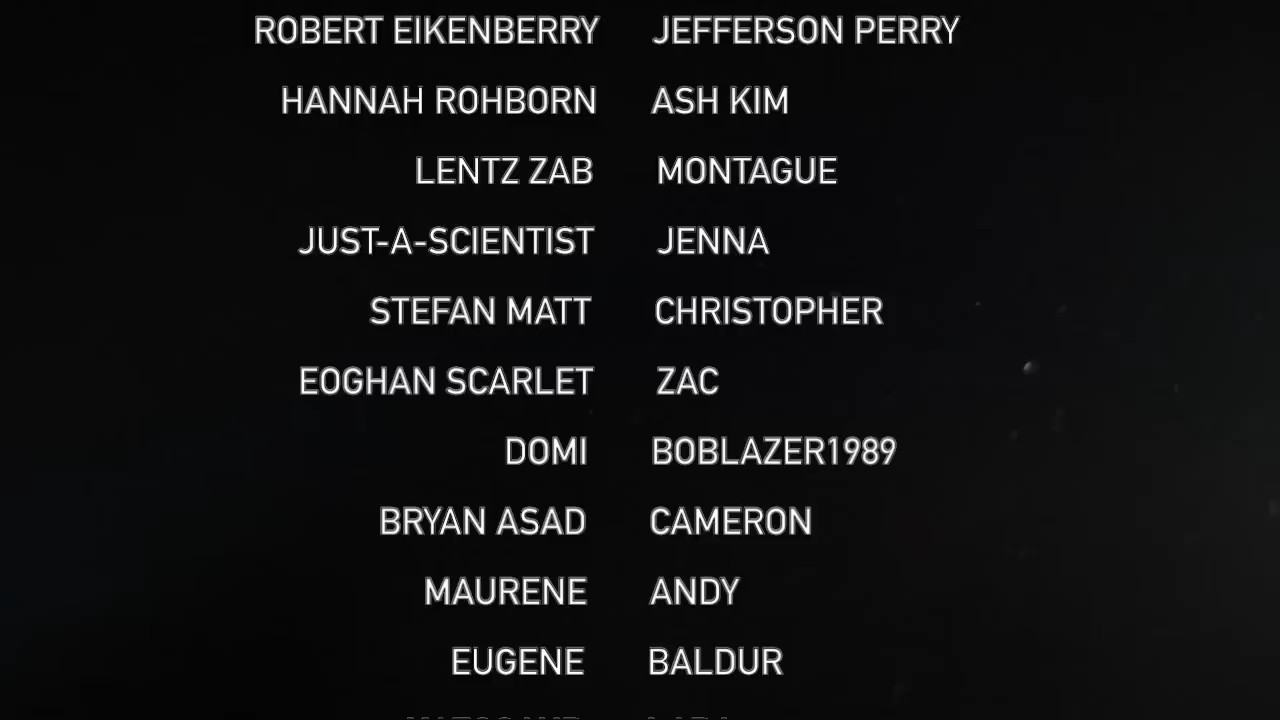 ROBERT EIKENBERRY JEFFERSON PERRY
HANNAH ROHBORN ASH KIM
LENTZ ZAB MONTAGUE
JUST-A-SCIENTIST JENNA
STEFAN MATT CHRISTOPHER
EOGHAN SCARLET ZAC
DOMI BOBLAZER1989
BRYAN ASAD CAMERON
MAURENE ANDY
EUGENE BALDUR